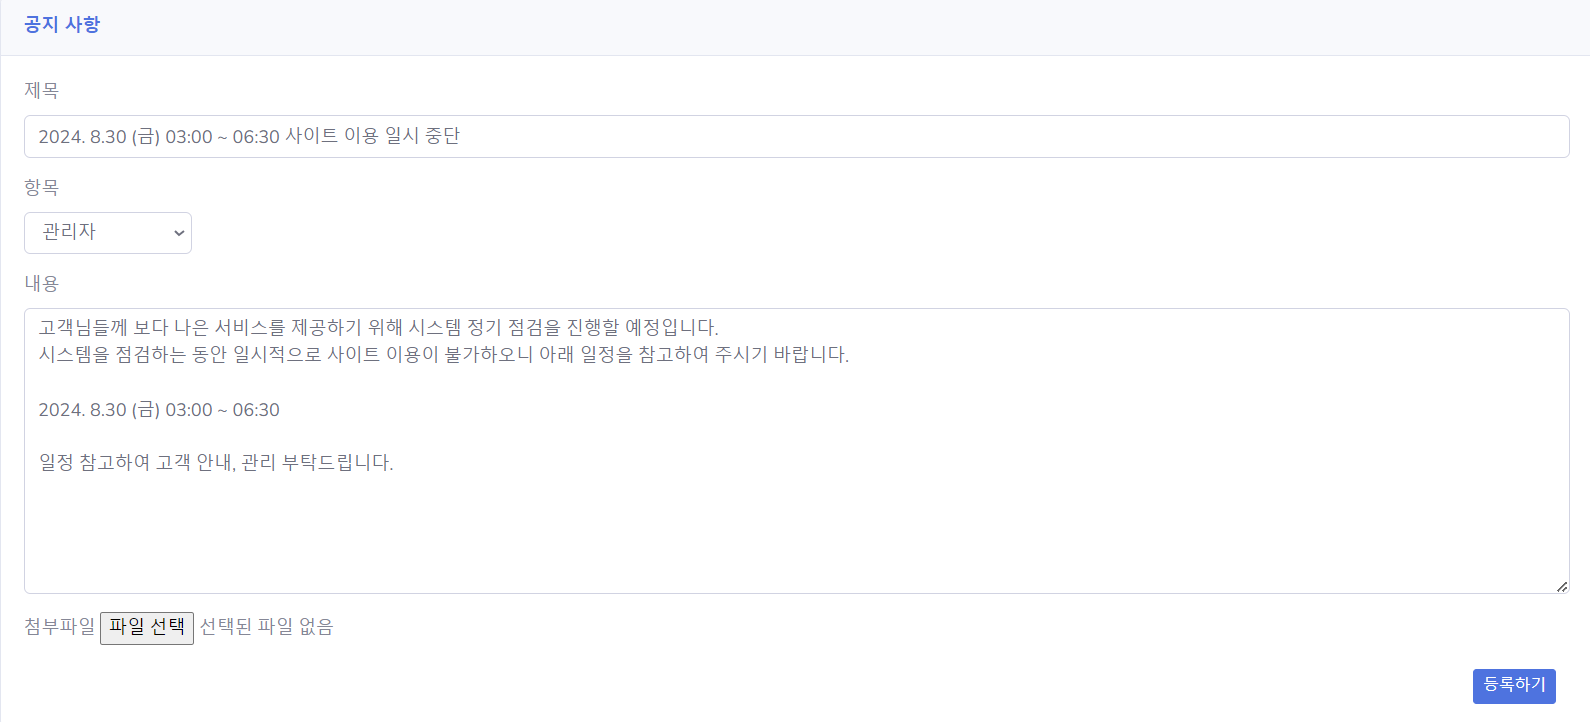 공지 사항
제목
2024. 8.30 (금) 03:00 ~ 06:30 사이트 이용 일시 중단
항목
관리자
내용
고객님들께 보다 나은 서비스를 제공하기 위해 시스템 정기 점검을 진행할 예정입니다.
시스템을 점검하는 동안 일시적으로 사이트 이용이 불가하오니 아래 일정을 참고하여 주시기 바랍니다.
2024. 8.30 (금) 03:00 ~ 06:30
일정 참고하여 고객 안내, 관리 부탁드립니다.
첨부파일 파일 선택 선택된 파일 없음
등록하기